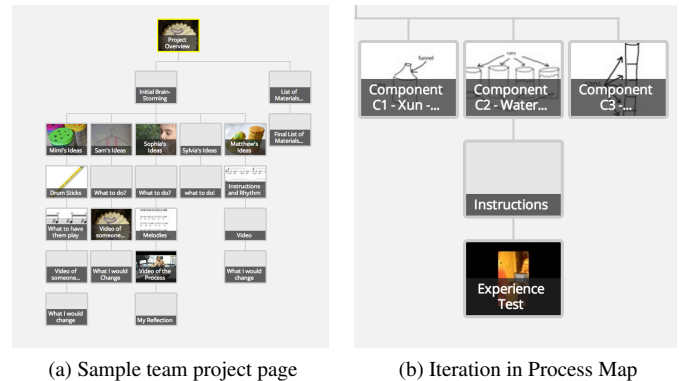 Project
Overview
Initial Brain-
Storming
List of
Materials...
Mimi's Ideas
Sam's Ideas
Sophia's
Ideas
Sylvia's Ideas
Matthew's
Ideas
Final List of
Materials...
Drum Sticks
What to do?
What to do?
what to do!
Instructions
and Rhythm
What to have
them play
Video of
someone...
Melodies
Video
Video of
someone...
What I would
Change
Video of the
Process
What I would
Change
What I would
change
My Reflection
(a) Sample team project page
funnel
cans
Component
C1 - Xun -...
Component
C2 - Water...
Component
C3 -...
Instructions
Experience
Test
(b) Iteration in Process Map